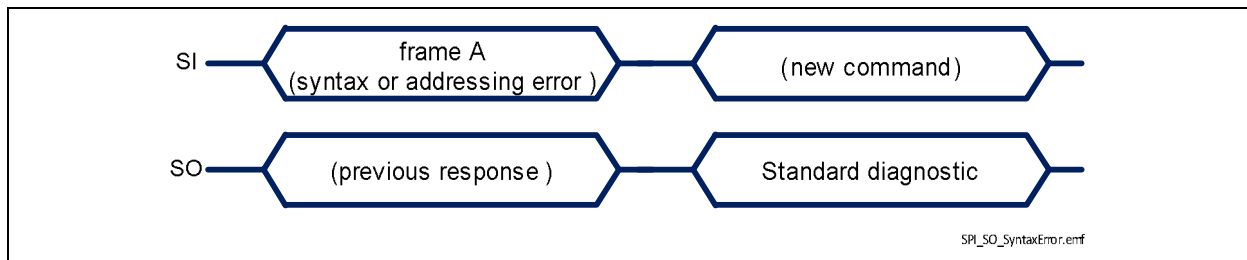 SI
frame A
(syntax or addressing error )
(new command)
SO
(previous response )
Standard diagnostic
SPI_SO_SyntaxError.emf